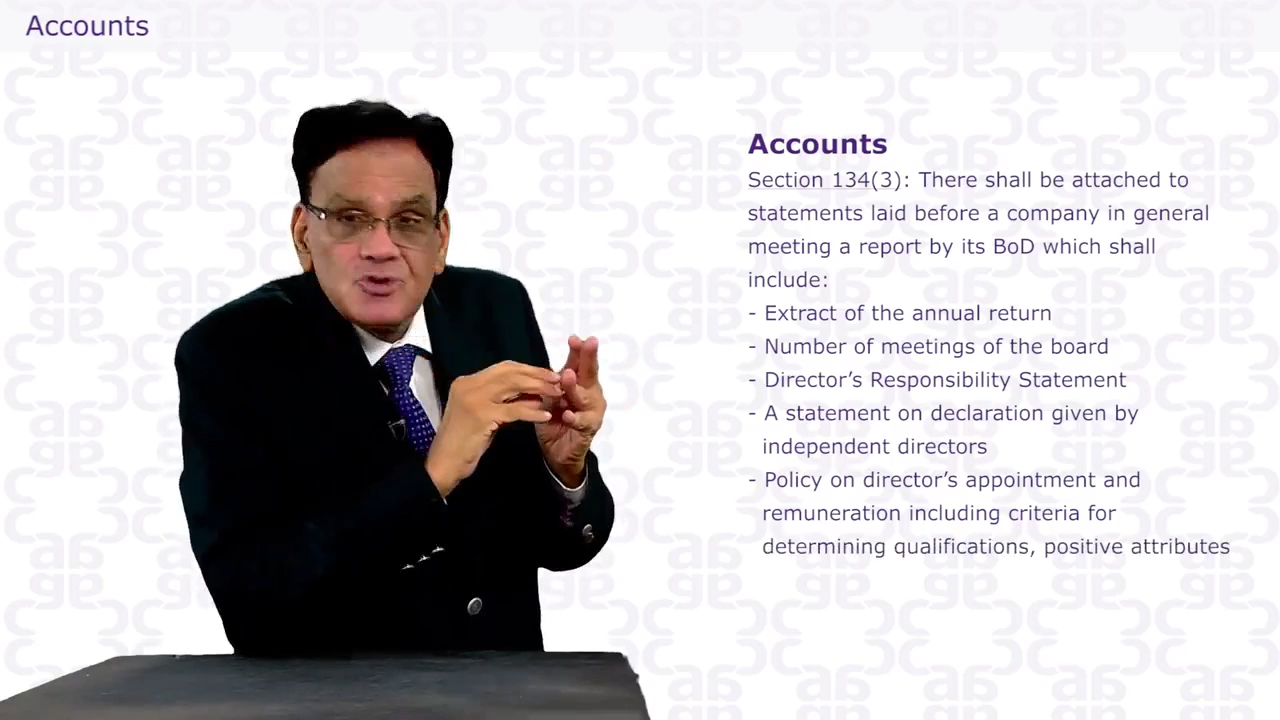 Accounts
Accounts
Section 134(3): There shall be attached to
statements laid before a company in general
meeting a report by its BoD which shall
include:
- Extract of the annual return
- Number of meetings of the board
- Director’s Responsibility Statement
- A statement on declaration given by
independent directors
- Policy on director’s appointment and
remuneration including criteria for
determining qualifications, positive attributes